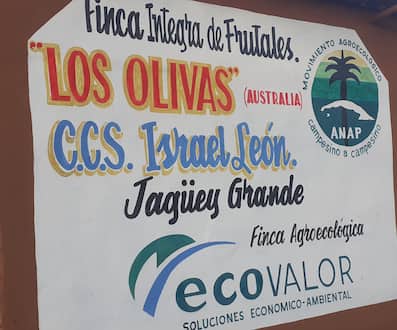 Finca Integra de Frutales.
"LOS OLIVAS" (AUSTRALIA)
C.C.S. Israel León.
Jagüey Grande
MOVIMIENTO AGROECOLÓGICO
CAMPESINO A CAMPESINO
ANAP
Finca Agroecológica
ecoVALOR
SOLUCIONES ECONOMICO-AMBIENTAL